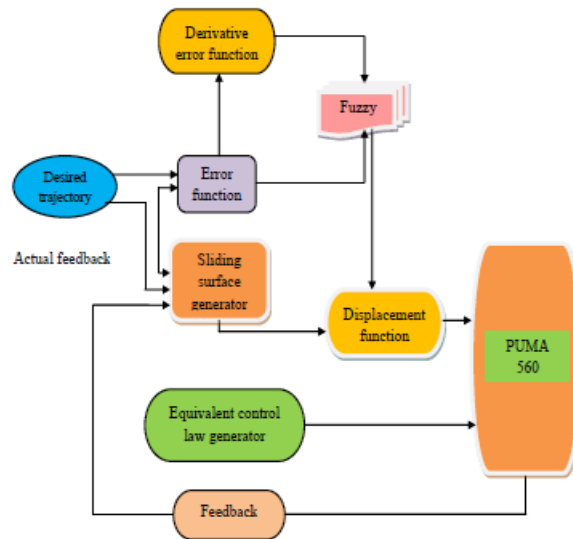 Derivative
error function
Fuzzy
Desired
trajectory
Error
function
Actual feedback
Sliding
surface
generator
Displacement
function
PUMA
560
Equivalent control
law generator
Feedback